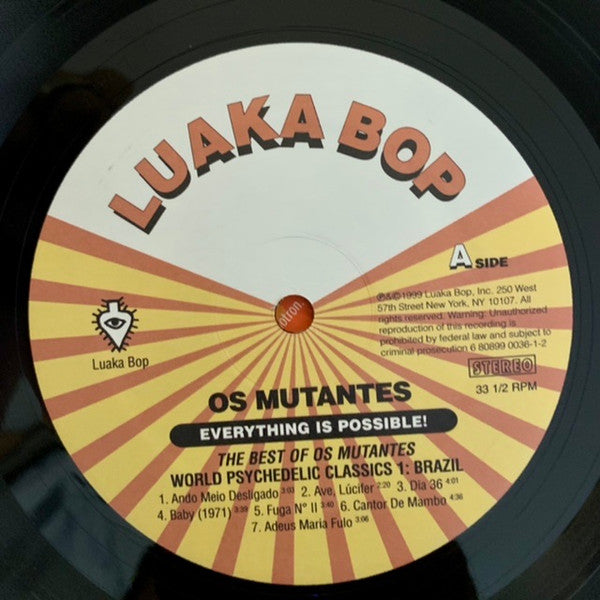 LUAKA BOP
A SIDE
℗&©1999 Luaka Bop, Inc. 250 West
57th Street New York, NY 10107. All
rights reserved. Warning: Unauthorized
reproduction of this recording is
prohibited by federal law and subject to
criminal prosecution 6 80899 0036-1-2
STEREO
33 1/2 RPM
Luaka Bop
otron.
OS MUTANTES
EVERYTHING IS POSSIBLE!
THE BEST OF OS MUTANTES
WORLD PSYCHEDELIC CLASSICS 1: BRAZIL
1. Ando Meio Desligado 3:03 2. Ave, Lúcifer 2:20 3. Dia 36 4:01
4. Baby (1971) 3:39 5. Fuga Nº II 3:40 6. Cantor De Mambo 4:36
7. Adeus Maria Fulo 3:06